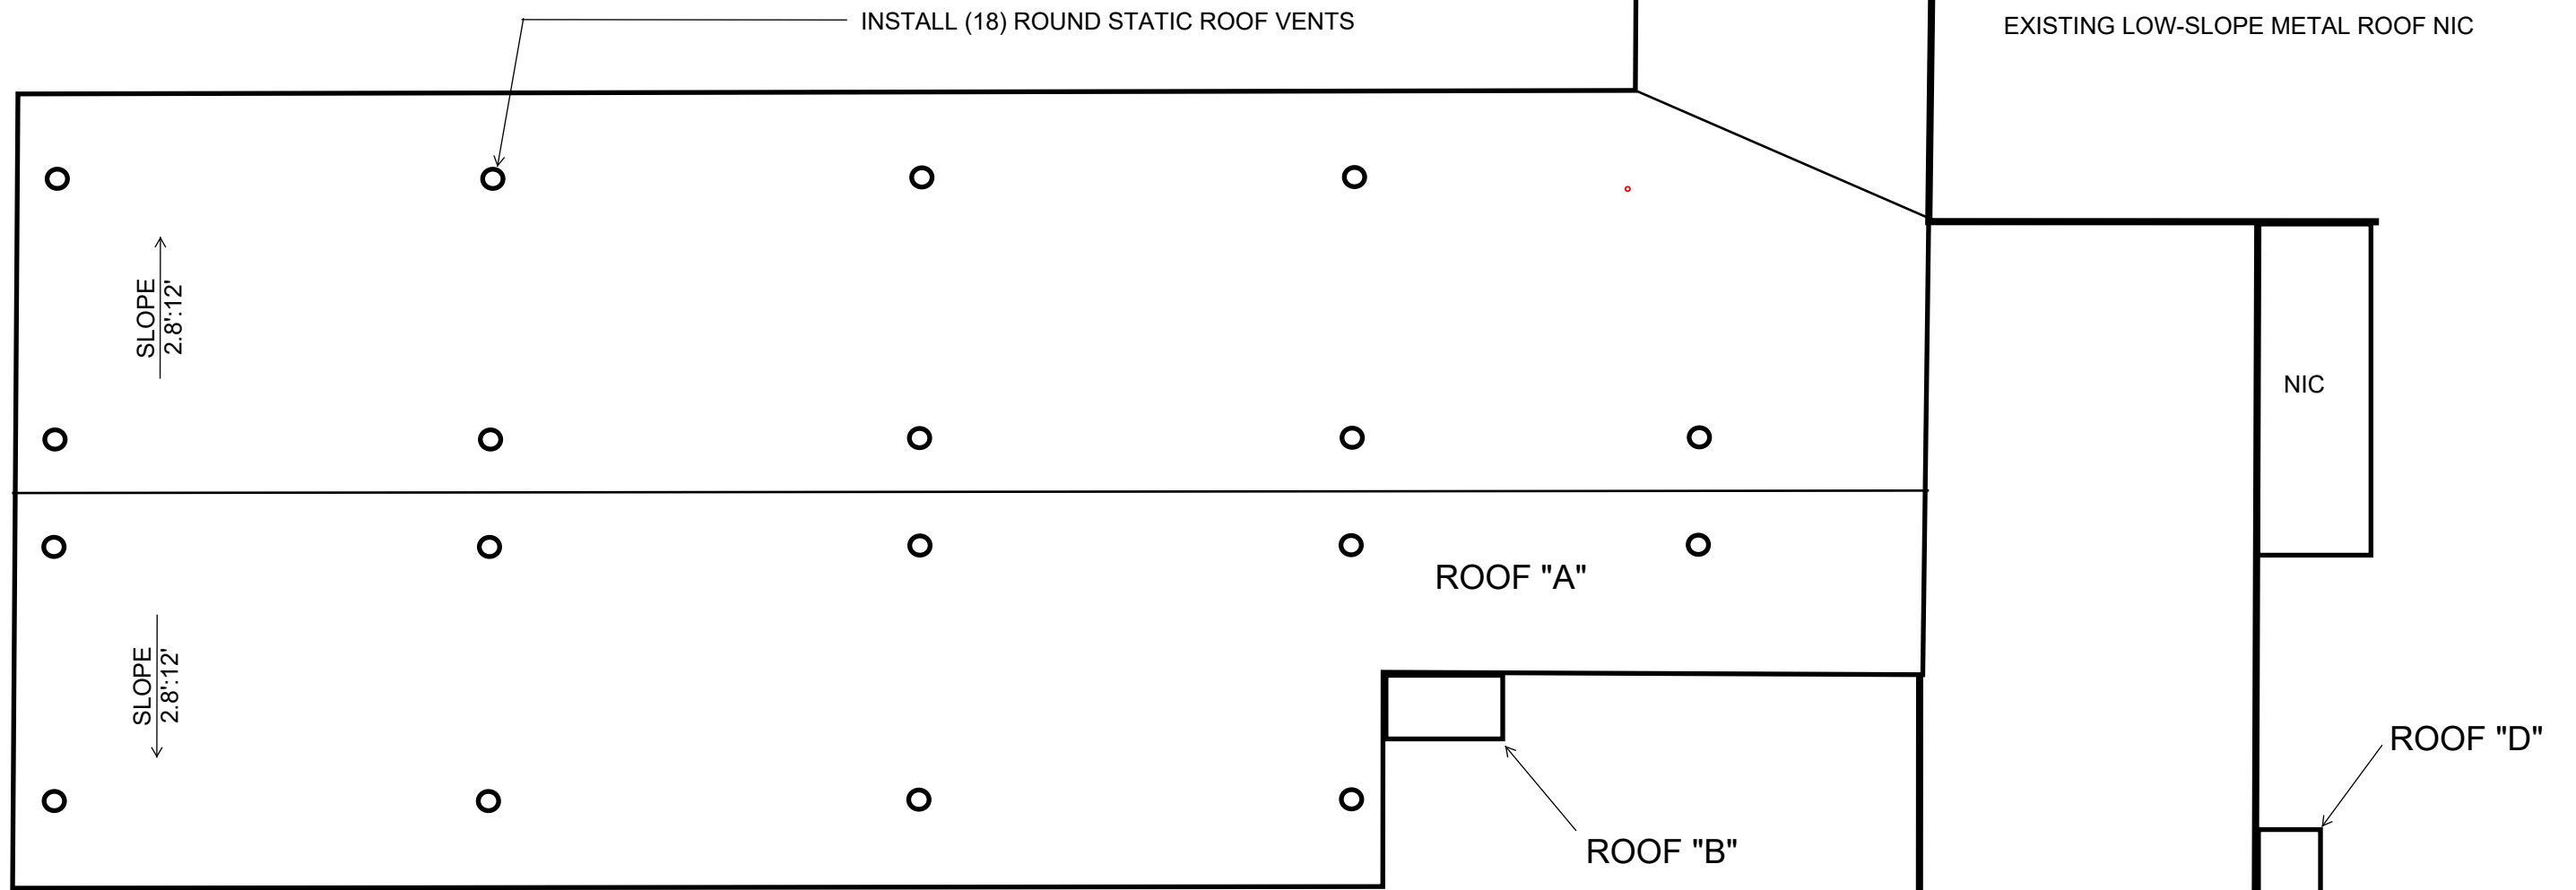 INSTALL (18) ROUND STATIC ROOF VENTS
EXISTING LOW-SLOPE METAL ROOF NIC
SLOPE
2.8':12'
NIC
ROOF "A"
SLOPE
2.8':12'
ROOF "D"
ROOF "B"